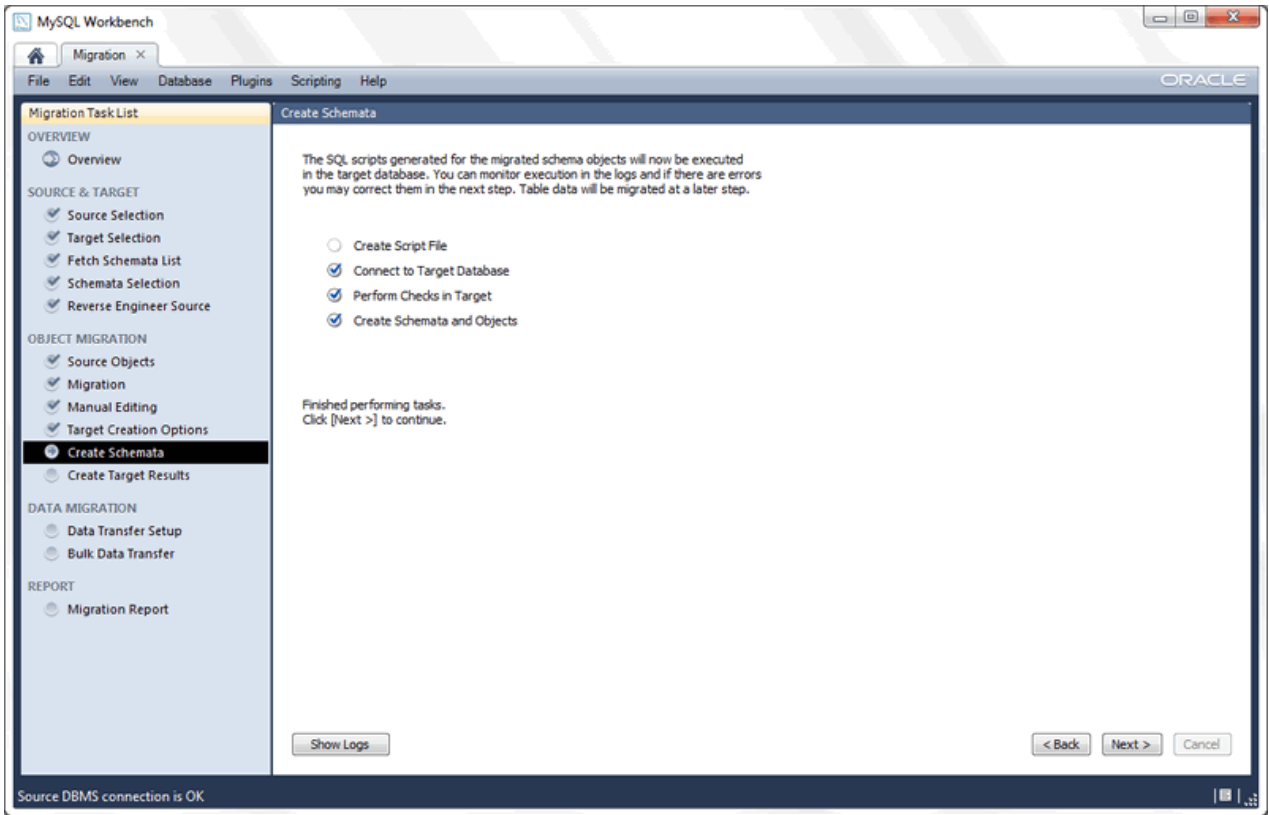 MySQL Workbench
Migration
File Edit View Database Plugins Scripting Help
ORACLE
Migration Task List
OVERVIEW
Overview
SOURCE & TARGET
Source Selection
Target Selection
Fetch Schemata List
Schemata Selection
Reverse Engineer Source
OBJECT MIGRATION
Source Objects
Migration
Manual Editing
Target Creation Options
Create Schemata
Create Target Results
DATA MIGRATION
Data Transfer Setup
Bulk Data Transfer
REPORT
Migration Report
Create Schemata
The SQL scripts generated for the migrated schema objects will now be executed
in the target database. You can monitor execution in the logs and if there are errors
you may correct them in the next step. Table data will be migrated at a later step.
Create Script File
Connect to Target Database
Perform Checks in Target
Create Schemata and Objects
Finished performing tasks.
Click [Next >] to continue.
Show Logs
< Back Next > Cancel
Source DBMS connection is OK